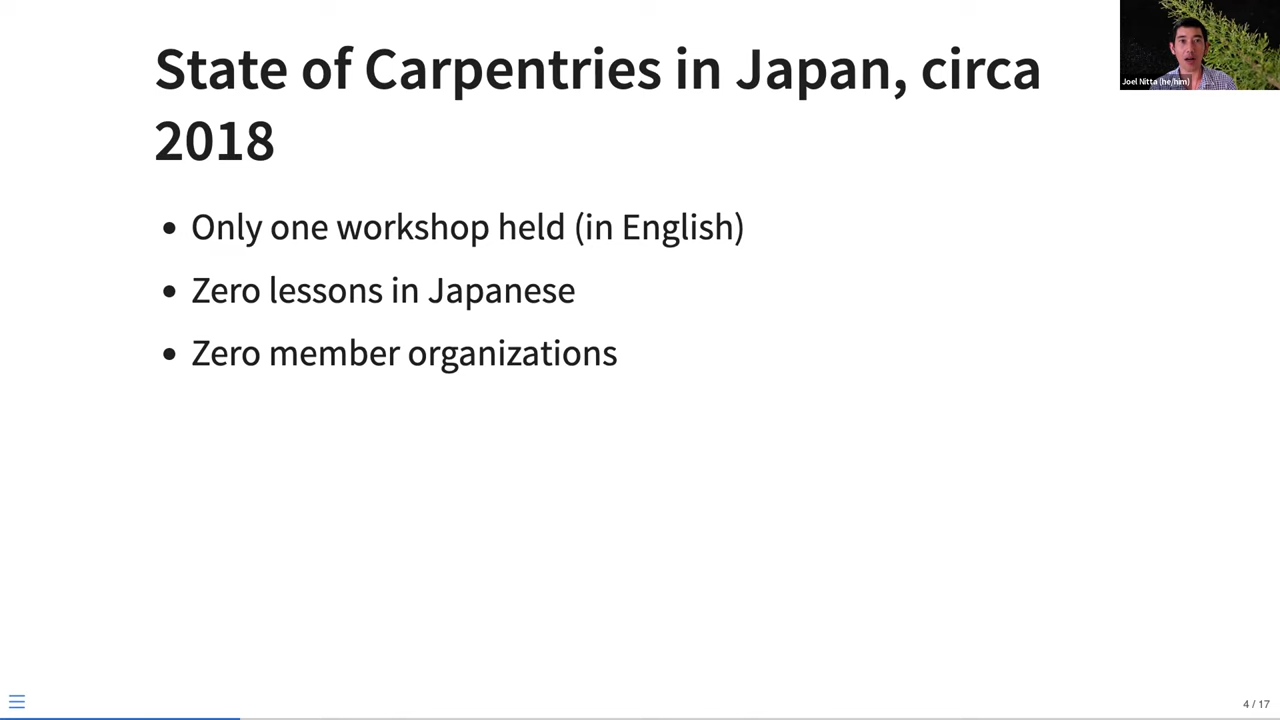 State of Carpentries in Japan, circa
2018
Joel Nitta (he/him)
• Only one workshop held (in English)
• Zero lessons in Japanese
• Zero member organizations
4 / 17